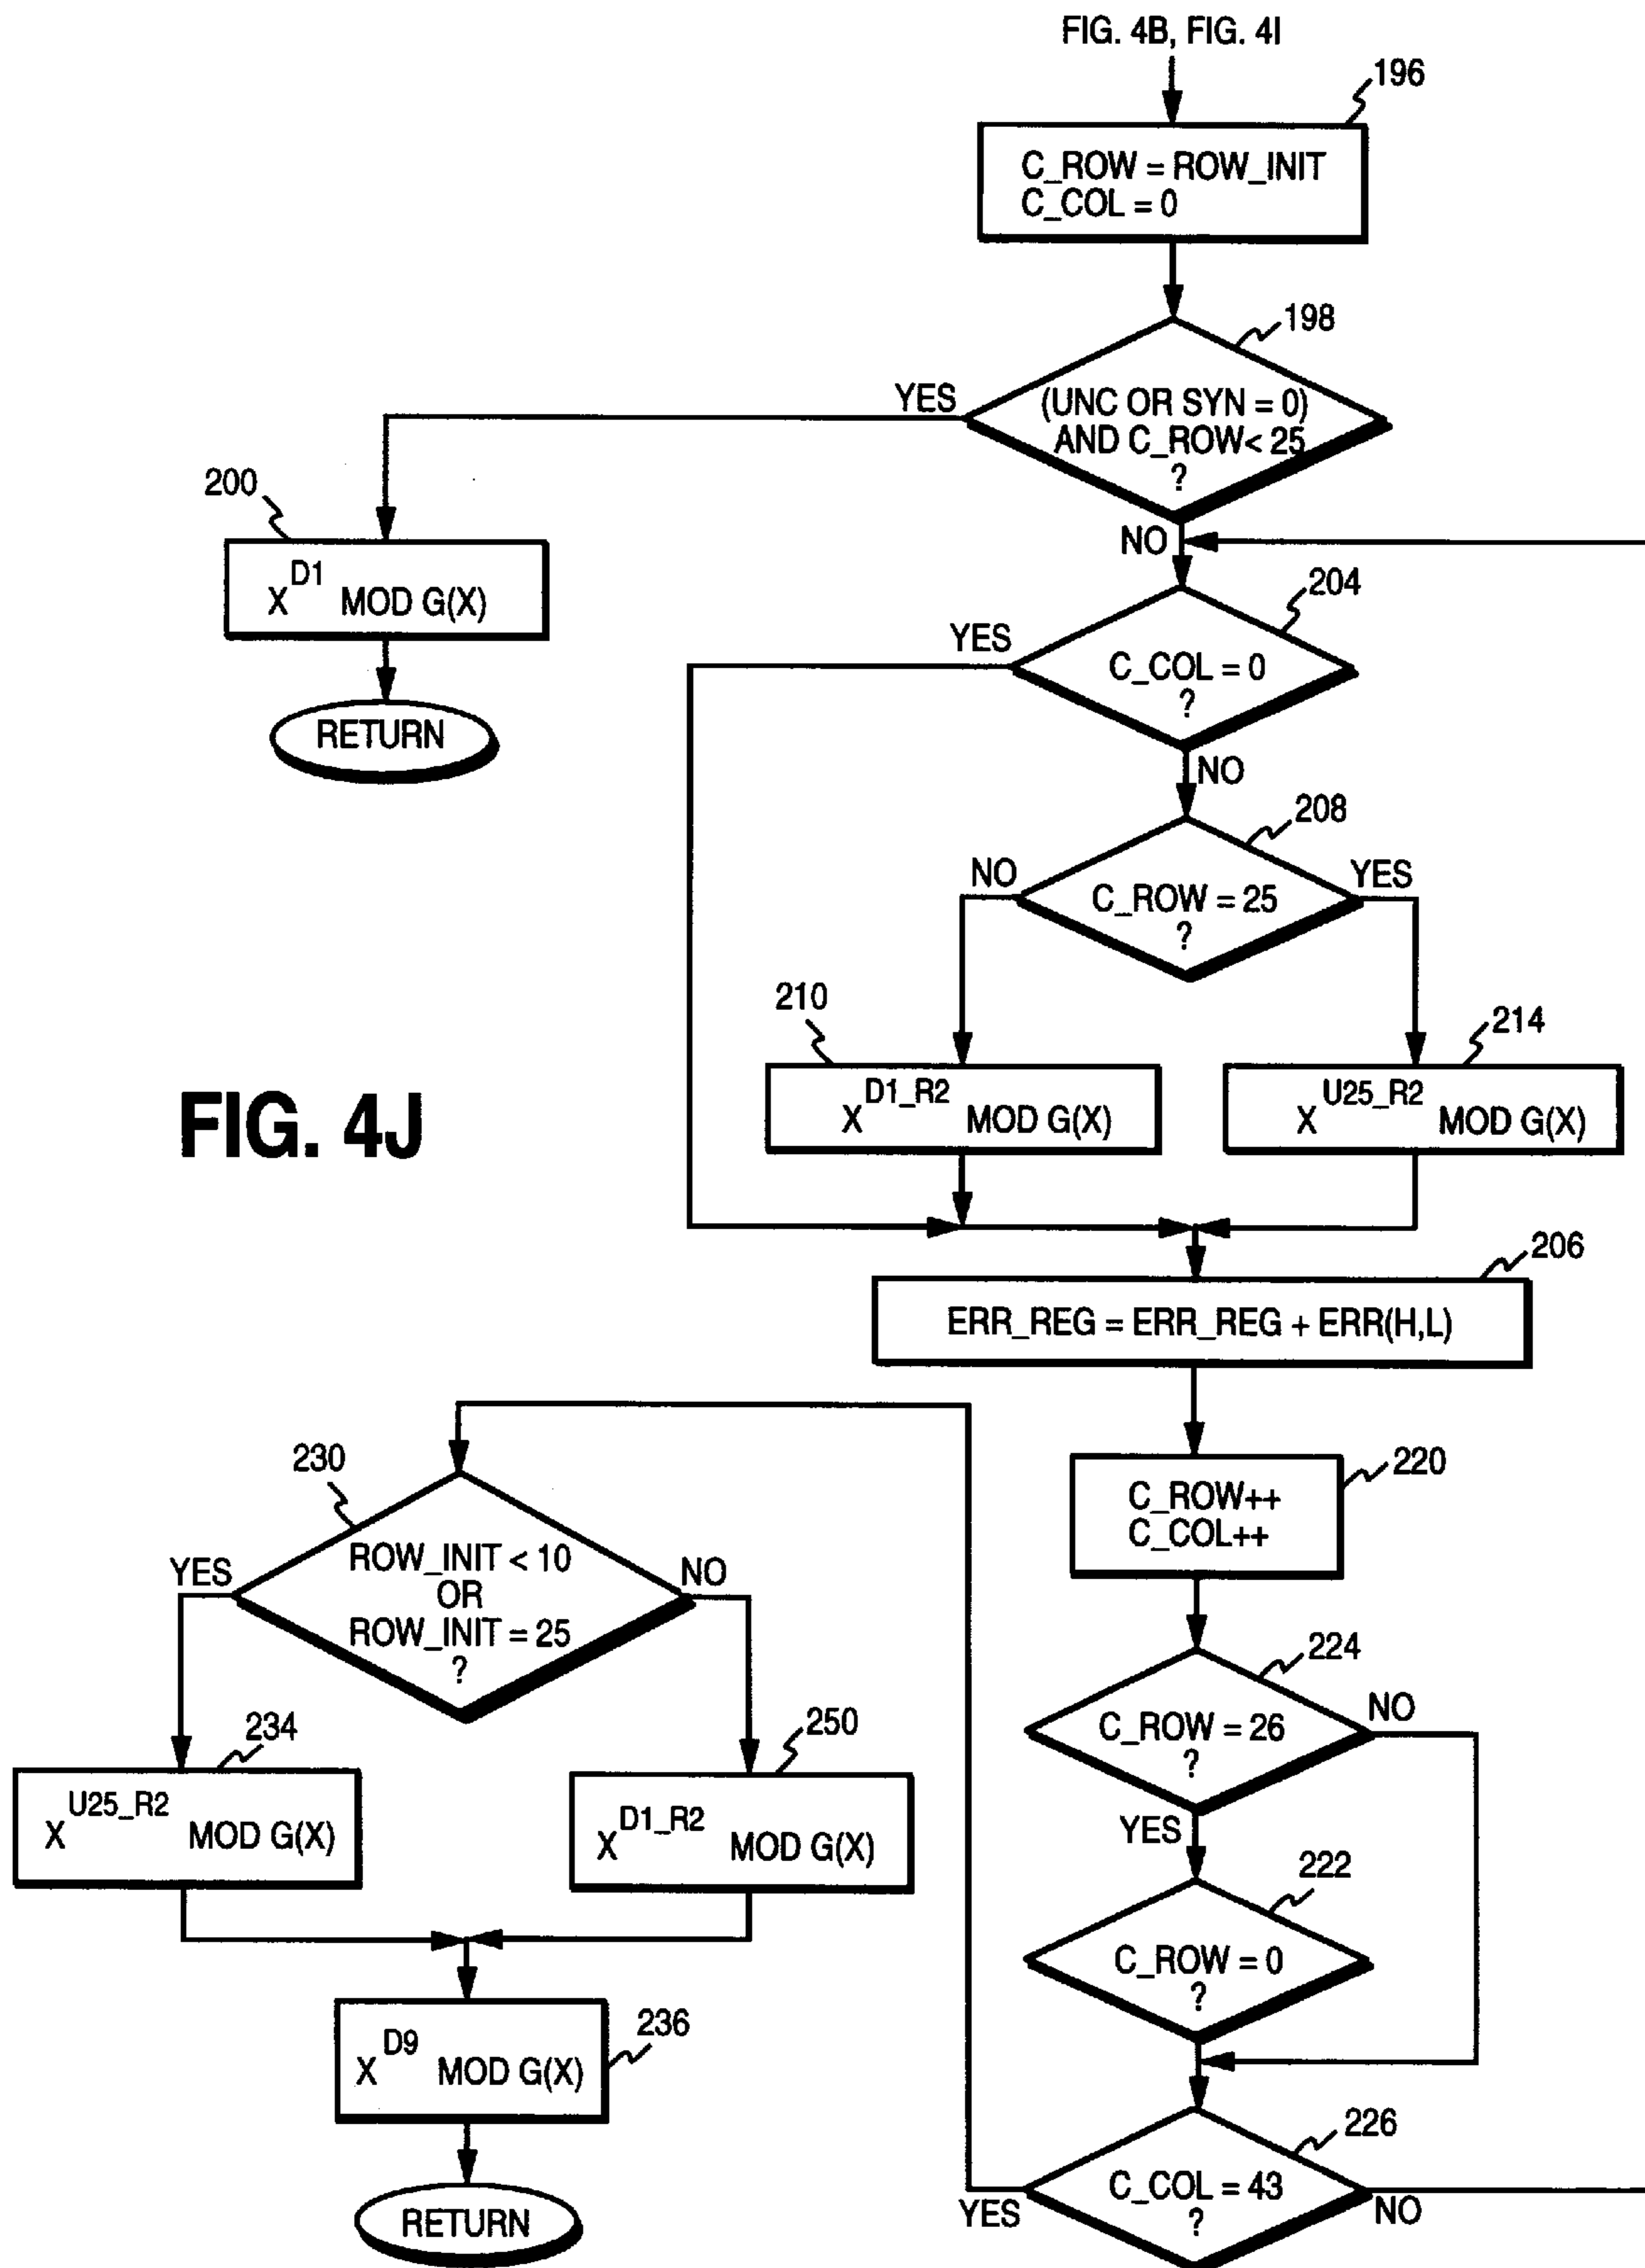 FIG. 4B, FIG. 4I
196
C_ROW = ROW_INIT
C_COL = 0
198
YES
(UNC OR SYN = 0)
AND C_ROW< 25
?
200
X^D1 MOD G(X)
RETURN
NO
204
YES
C_COL = 0
?
NO
208
NO
YES
C_ROW = 25
?
210
X^D1_R2 MOD G(X)
214
X^U25_R2 MOD G(X)
FIG. 4J
206
ERR_REG = ERR_REG + ERR(H,L)
220
C_ROW++
C_COL++
224
C_ROW = 26
?
NO
YES
222
C_ROW = 0
?
226
C_COL = 43
?
YES
NO
230
YES
ROW_INIT < 10
OR
ROW_INIT = 25
?
NO
234
X^U25_R2 MOD G(X)
250
X^D1_R2 MOD G(X)
236
X^D9 MOD G(X)
RETURN